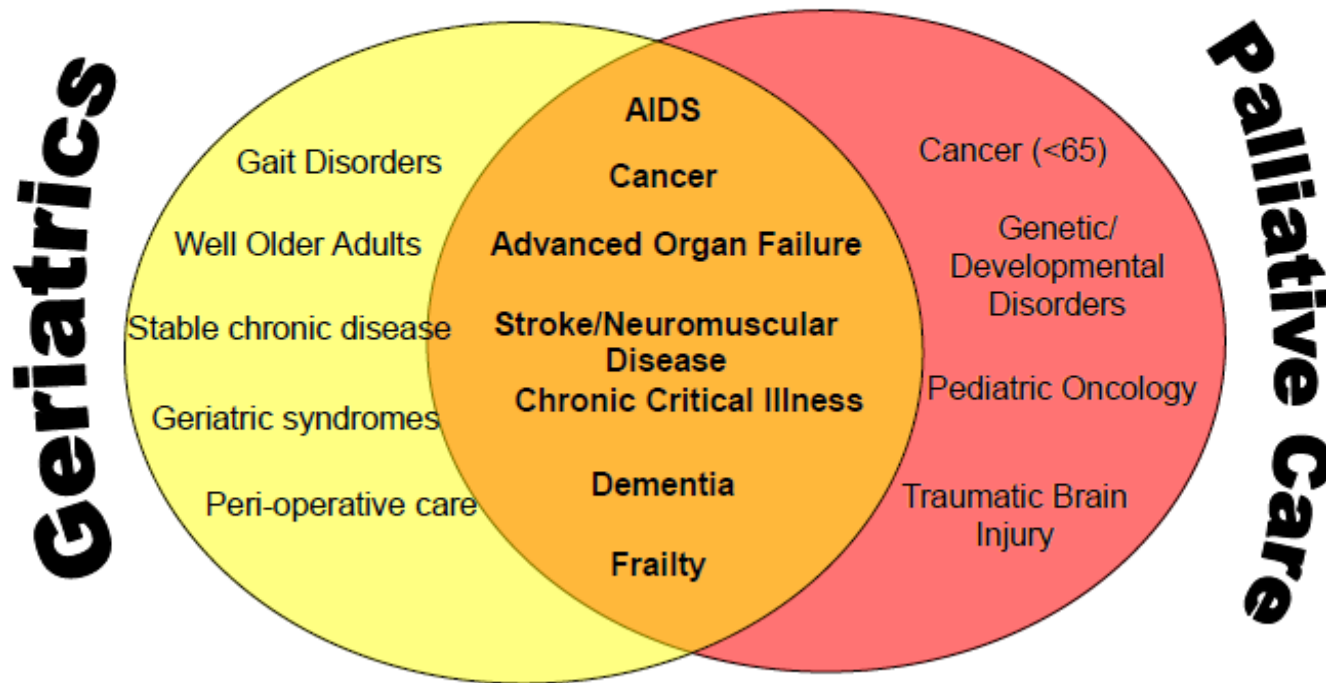 Geriatrics
Gait Disorders
Well Older Adults
Stable chronic disease
Geriatric syndromes
Peri-operative care
AIDS
Cancer
Advanced Organ Failure
Stroke/Neuromuscular
Disease
Chronic Critical Illness
Dementia
Frailty
Cancer (<65)
Genetic/
Developmental
Disorders
Pediatric Oncology
Traumatic Brain
Injury
Palliative Care